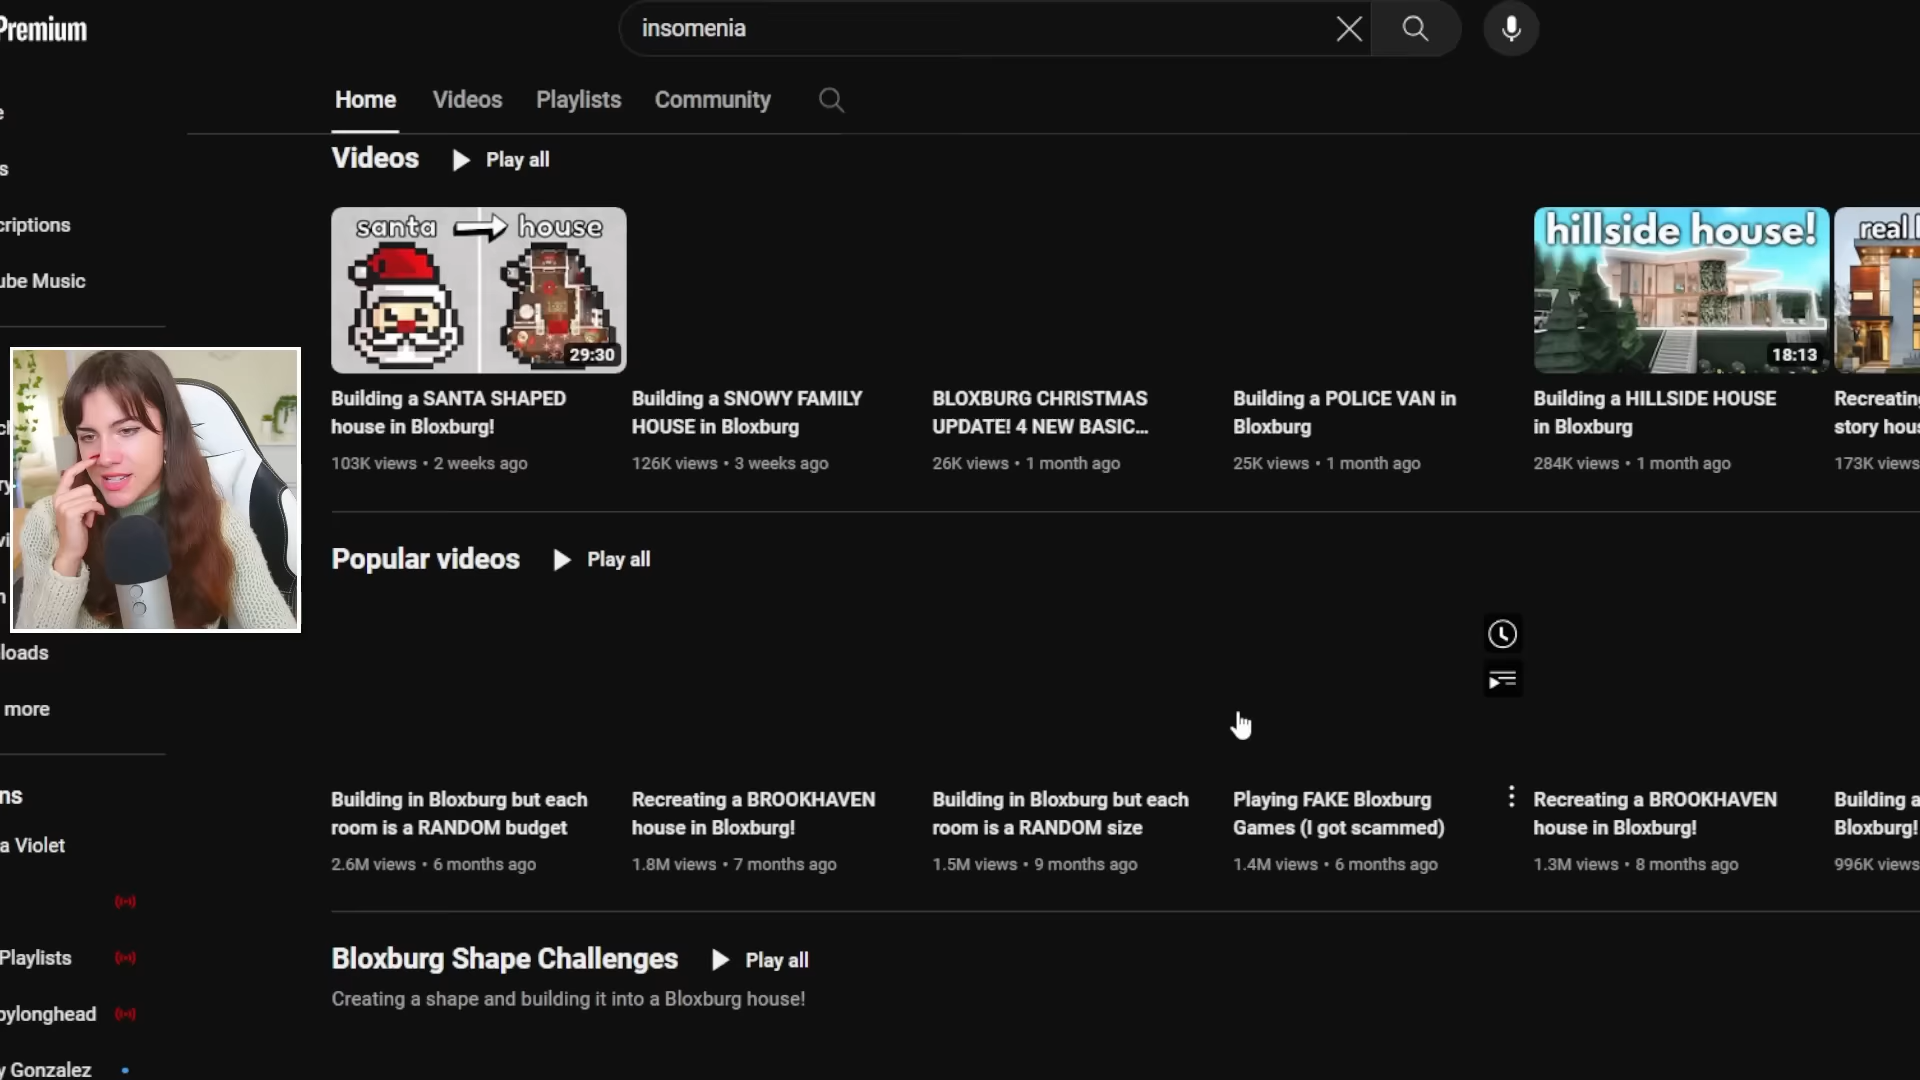 Premium
insomenia
Home Videos Playlists Community
criptions
ube Music
loads
more
ns
a Violet
Playlists
bylonghead
y Gonzalez
Videos Play all
santa house
29:30
hillside house!
18:13
real
Building a SANTA SHAPED
house in Bloxburg!
103K views • 2 weeks ago
Building a SNOWY FAMILY
HOUSE in Bloxburg
126K views • 3 weeks ago
BLOXBURG CHRISTMAS
UPDATE! 4 NEW BASIC...
26K views • 1 month ago
Building a POLICE VAN in
Bloxburg
25K views • 1 month ago
Building a HILLSIDE HOUSE
in Bloxburg
284K views • 1 month ago
Recreating
story hous
173K views
Popular videos Play all
Building in Bloxburg but each
room is a RANDOM budget
2.6M views • 6 months ago
Recreating a BROOKHAVEN
house in Bloxburg!
1.8M views • 7 months ago
Building in Bloxburg but each
room is a RANDOM size
1.5M views • 9 months ago
Playing FAKE Bloxburg
Games (I got scammed)
1.4M views • 6 months ago
Recreating a BROOKHAVEN
house in Bloxburg!
1.3M views • 8 months ago
Building a
Bloxburg!
996K views
Bloxburg Shape Challenges Play all
Creating a shape and building it into a Bloxburg house!